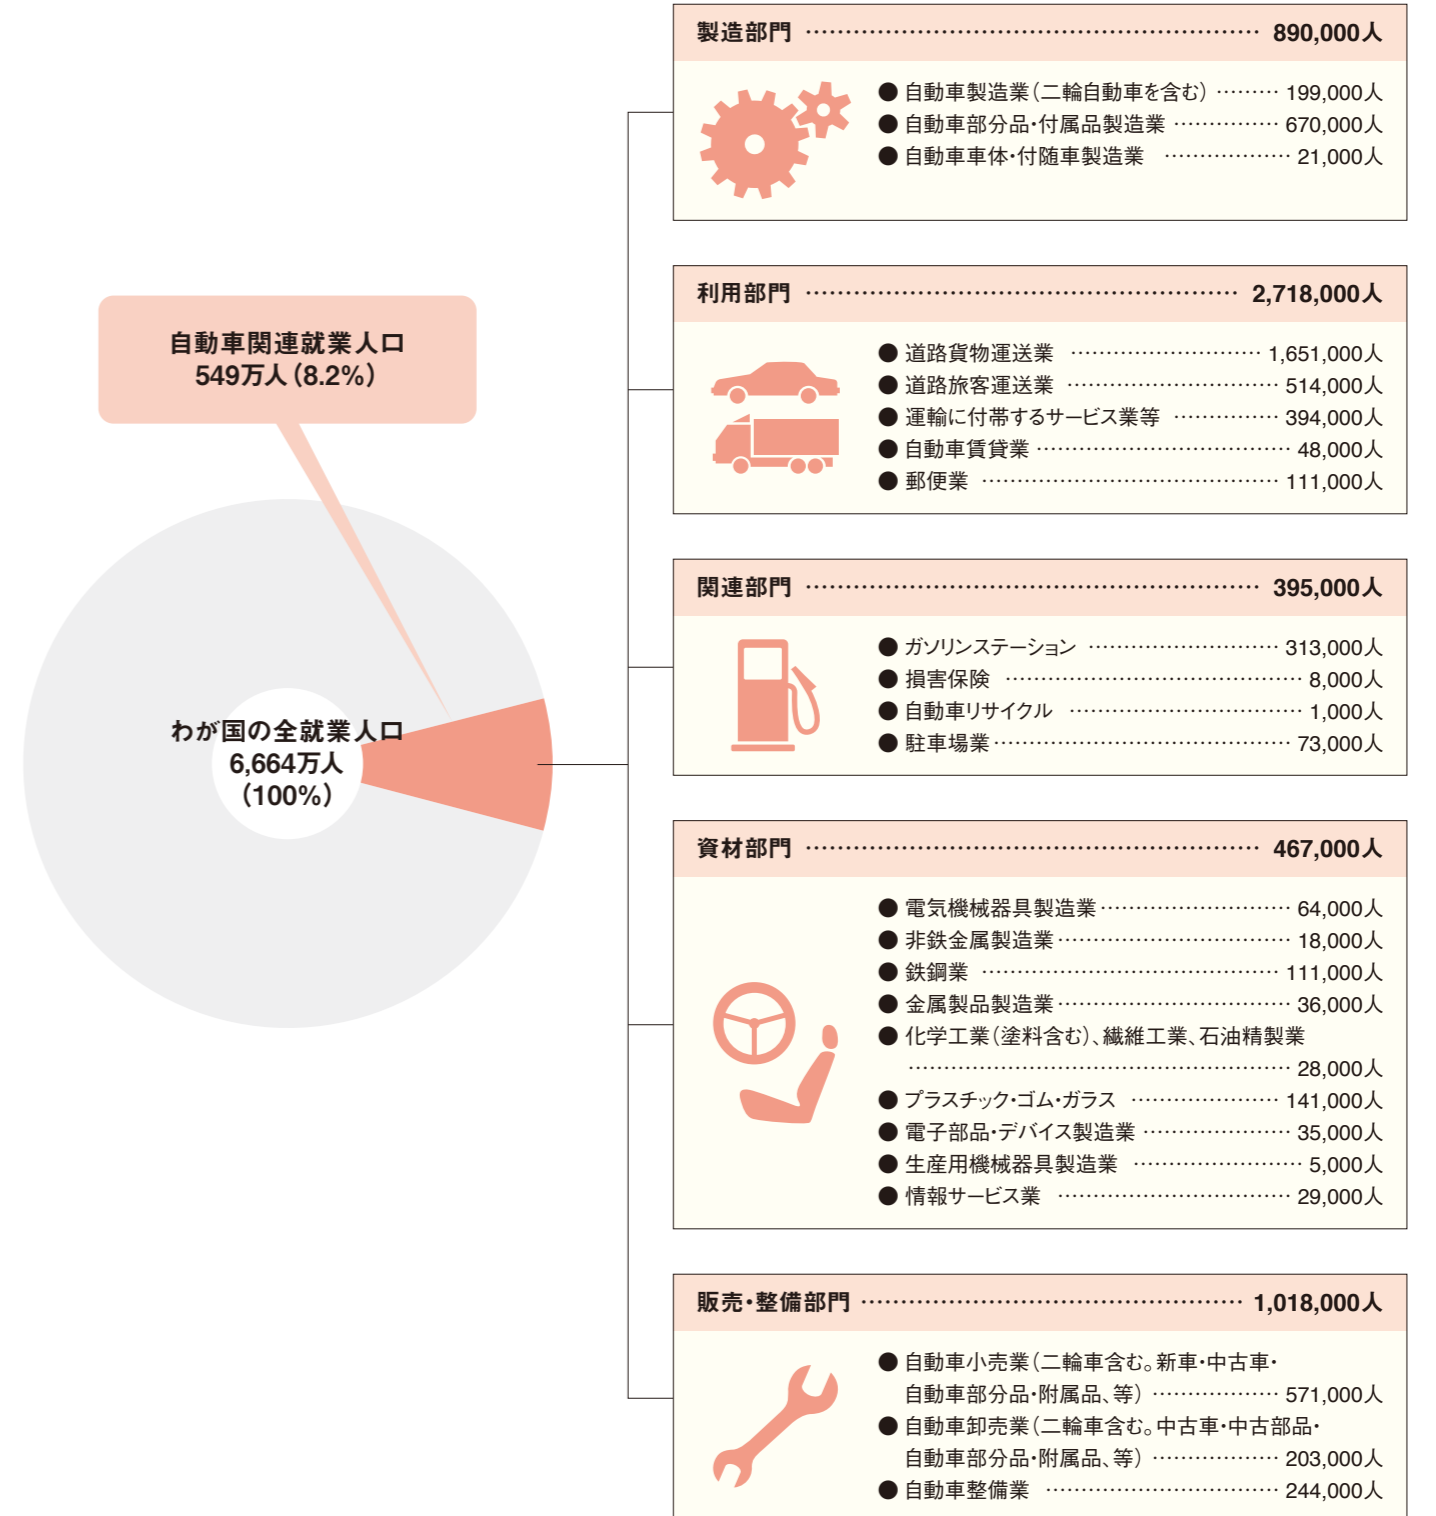 自動車関連就業人口
549万人(8.2%)
わが国の全就業人口
6,664万人
(100%)
製造部門 …… 890,000人
●自動車製造業(二輪自動車を含む) …… 199,000人
●自動車部分品・付属品製造業 …… 670,000人
●自動車車体・付随車製造業 …… 21,000人
利用部門 …… 2,718,000人
●道路貨物運送業 …… 1,651,000人
●道路旅客運送業 …… 514,000人
●運輸に付帯するサービス業等 …… 394,000人
●自動車賃貸業 …… 48,000人
●郵便業 …… 111,000人
関連部門 …… 395,000人
●ガソリンステーション …… 313,000人
●損害保険 …… 8,000人
●自動車リサイクル …… 1,000人
●駐車場業 …… 73,000人
資材部門 …… 467,000人
●電気機械器具製造業 …… 64,000人
●非鉄金属製造業 …… 18,000人
●鉄鋼業 …… 111,000人
●金属製品製造業 …… 36,000人
●化学工業(塗料含む)、繊維工業、石油精製業
…… 28,000人
●プラスチック・ゴム・ガラス …… 141,000人
●電子部品・デバイス製造業 …… 35,000人
●生産用機械器具製造業 …… 5,000人
●情報サービス業 …… 29,000人
販売・整備部門 …… 1,018,000人
●自動車小売業(二輪車含む。新車・中古車・
自動車部分品・附属品、等) …… 571,000人
●自動車卸売業(二輪車含む。中古車・中古部品・
自動車部分品・附属品、等) …… 203,000人
●自動車整備業 …… 244,000人